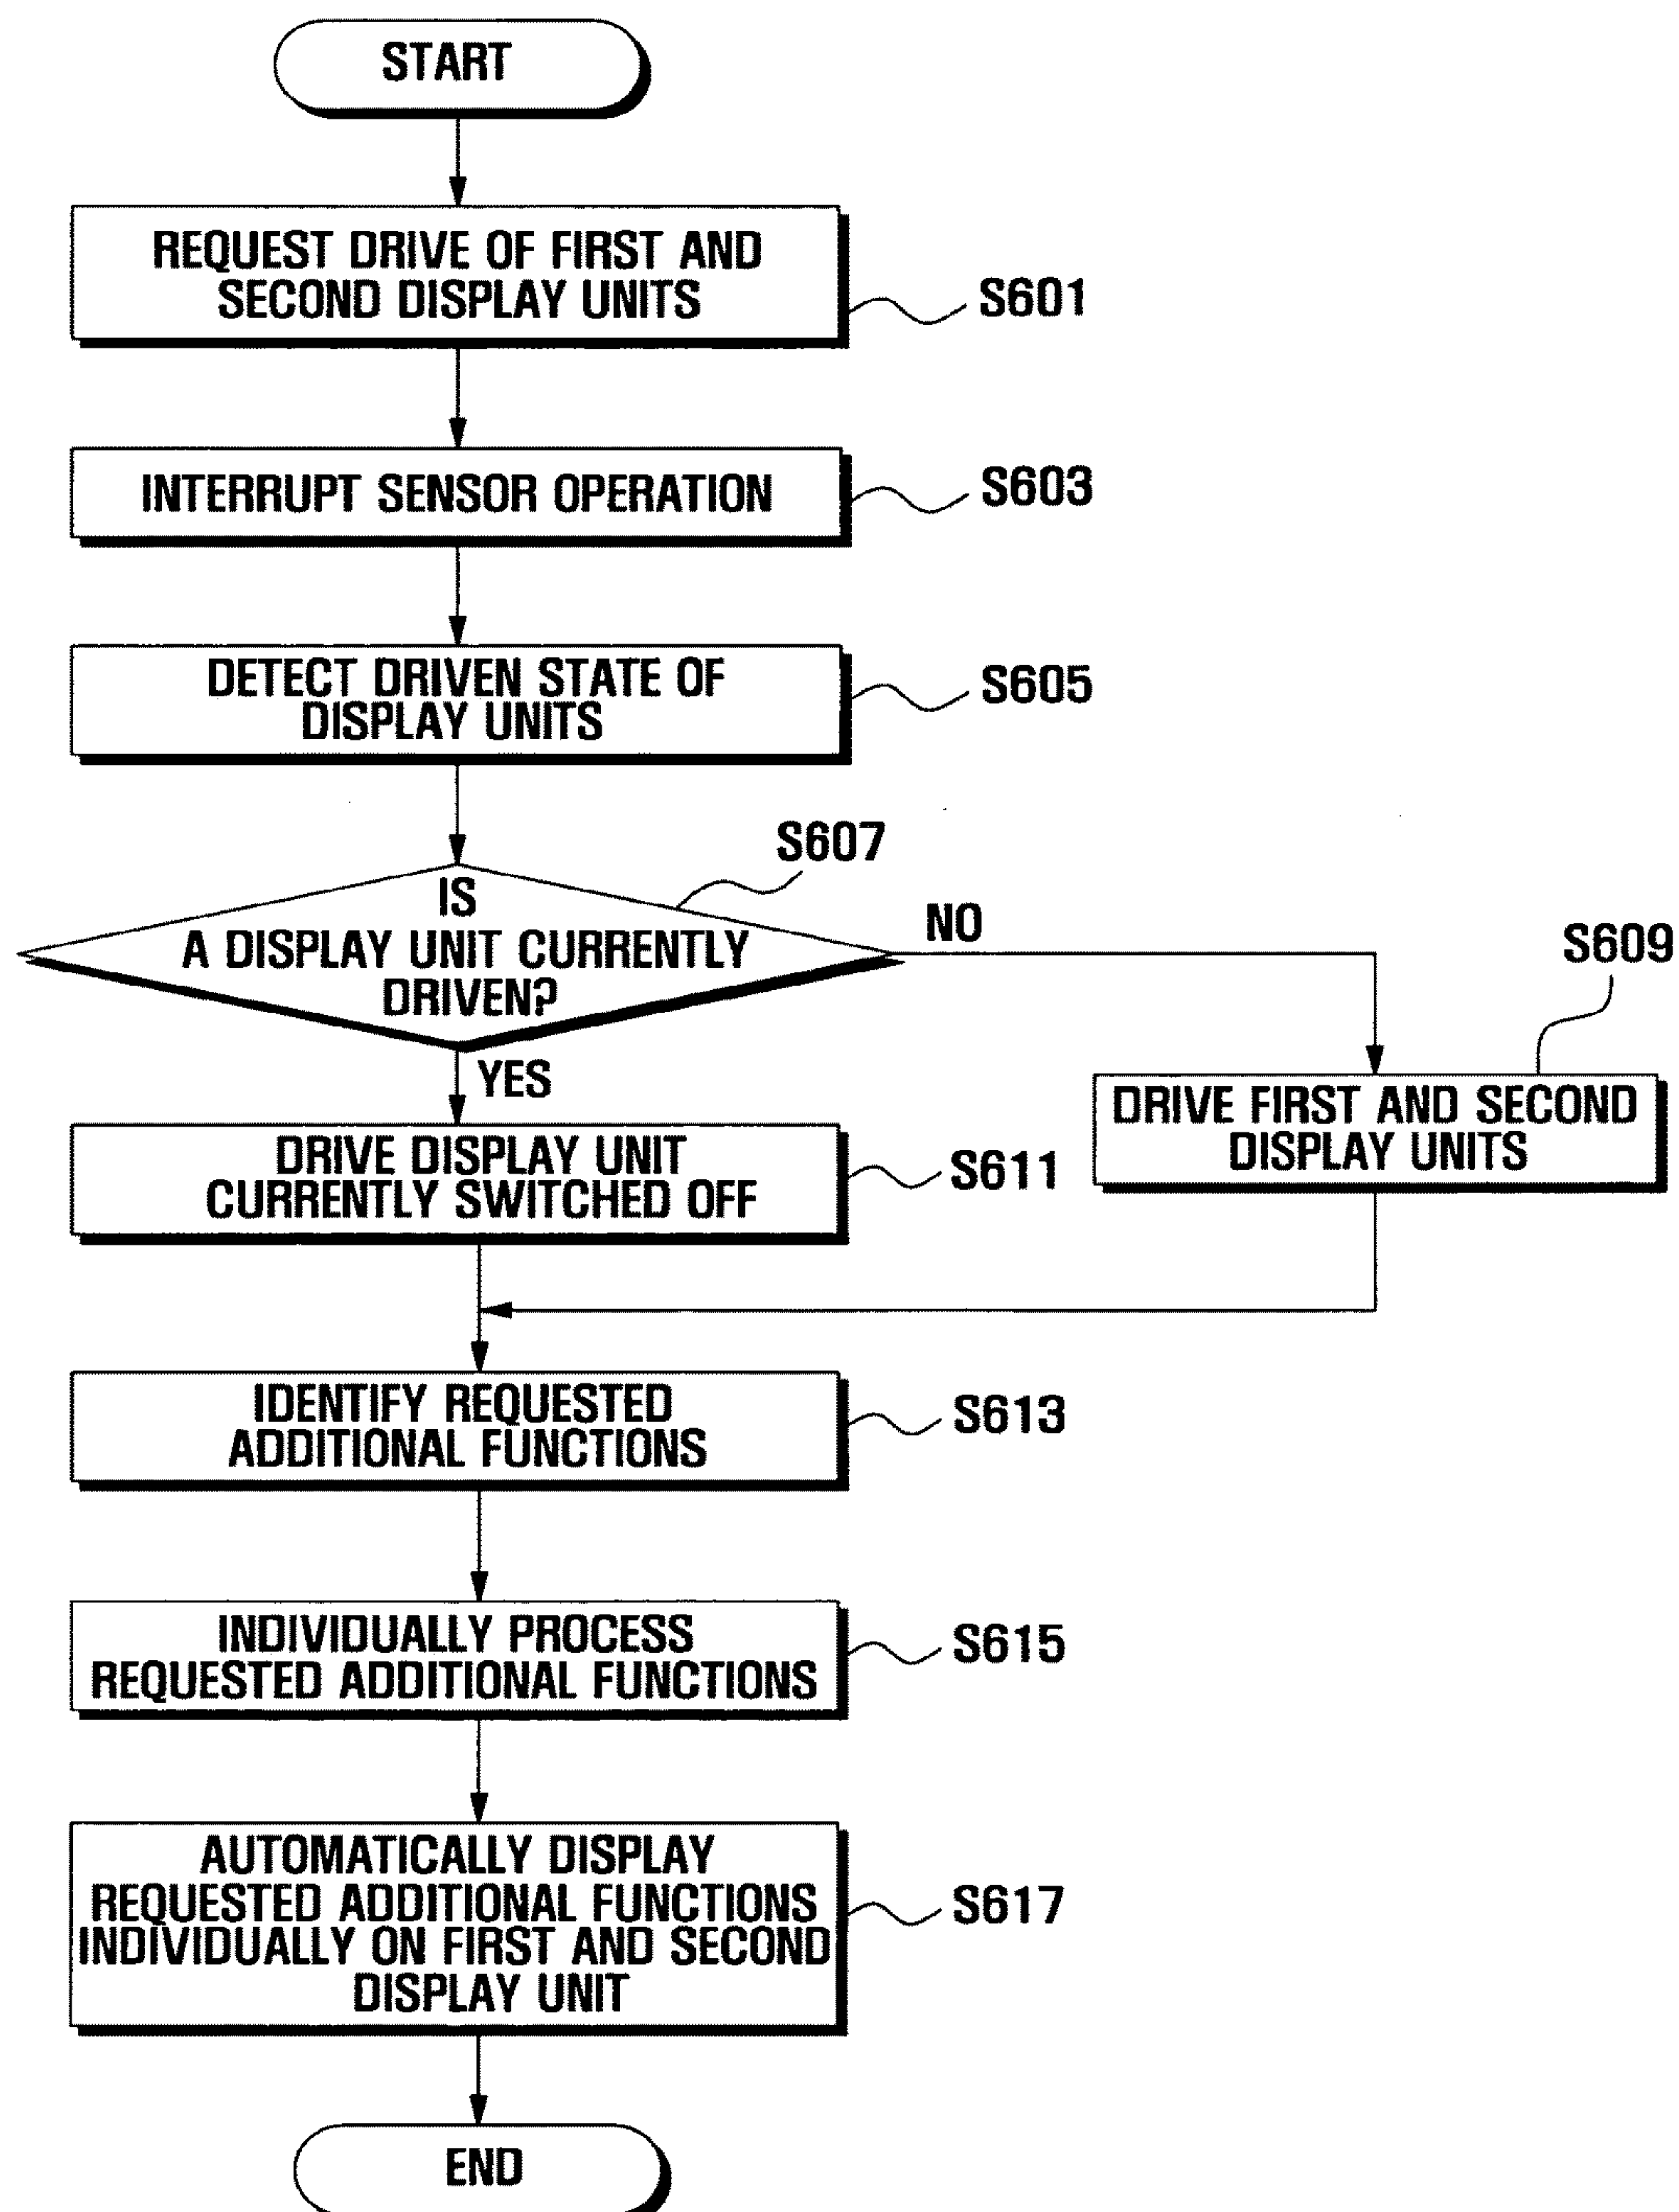 START
REQUEST DRIVE OF FIRST AND
SECOND DISPLAY UNITS
S601
INTERRUPT SENSOR OPERATION
S603
DETECT DRIVEN STATE OF
DISPLAY UNITS
S605
S607
IS
A DISPLAY UNIT CURRENTLY
DRIVEN?
NO
S609
YES
DRIVE FIRST AND SECOND
DISPLAY UNITS
DRIVE DISPLAY UNIT
CURRENTLY SWITCHED OFF
S611
IDENTIFY REQUESTED
ADDITIONAL FUNCTIONS
S613
INDIVIDUALLY PROCESS
REQUESTED ADDITIONAL FUNCTIONS
S615
AUTOMATICALLY DISPLAY
REQUESTED ADDITIONAL FUNCTIONS
INDIVIDUALLY ON FIRST AND SECOND
DISPLAY UNIT
S617
END